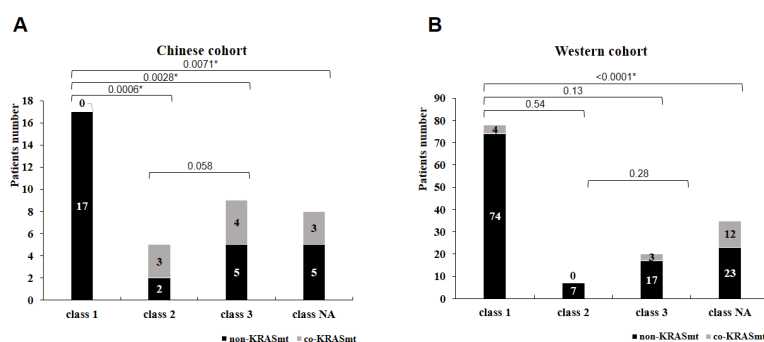 A
Chinese cohort
0.0071*
0.0028*
0.0006*
0.058
Patients number
18
16
14
12
10
8
6
4
2
0
0
17
3
2
4
5
3
5
class 1
class 2
class 3
class NA
non-KRASmt
co-KRASmt
B
Western cohort
<0.0001*
0.13
0.54
0.28
Patients number
90
80
70
60
50
40
30
20
10
0
4
74
0
7
3
17
12
23
class 1
class 2
class 3
class NA
non-KRASmt
co-KRASmt